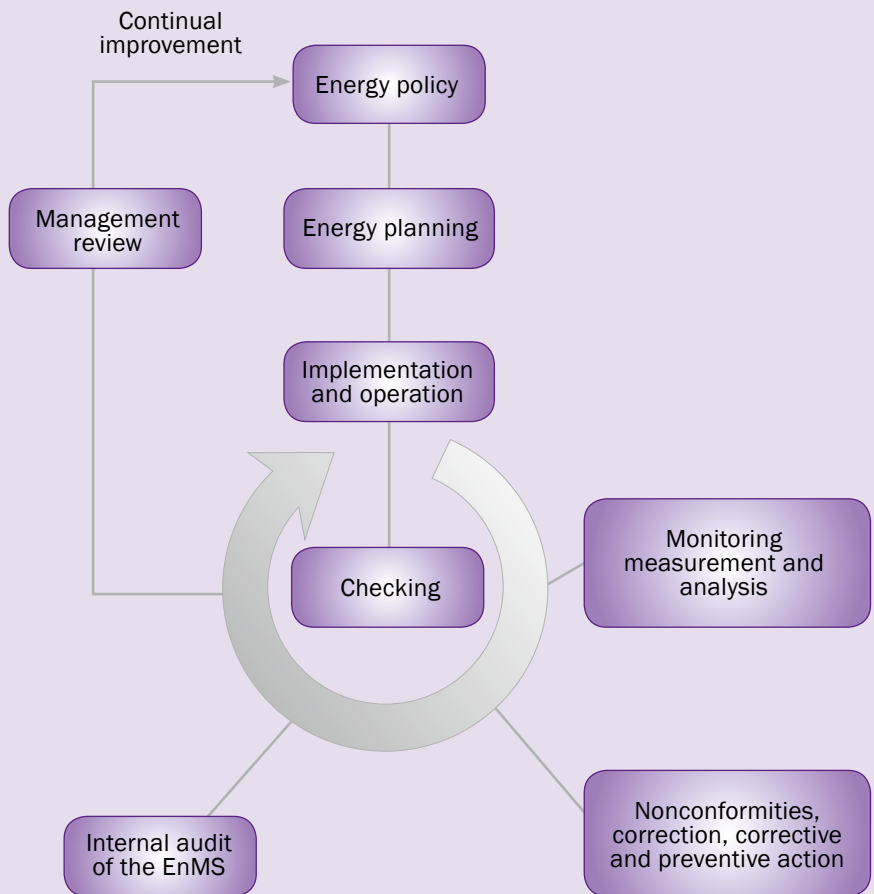 Continual
improvement
Energy policy
Management
review
Energy planning
Implementation
and operation
Checking
Monitoring
measurement and
analysis
Nonconformities,
correction, corrective
and preventive action
Internal audit
of the EnMS